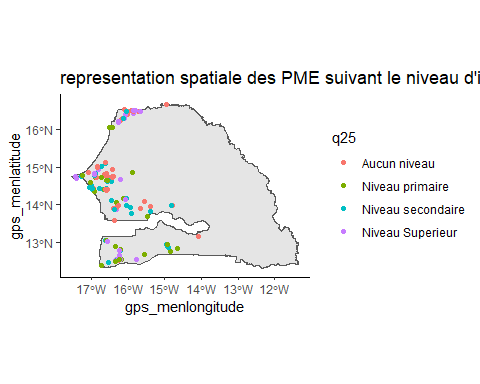 representation spatiale des PME suivant le niveau d'i
16°N
15°N
14°N
13°N
gps_menlatitude
17°W 16°W 15°W 14°W 13°W 12°W
gps_menlongitude
q25
Aucun niveau
Niveau primaire
Niveau secondaire
Niveau Superieur